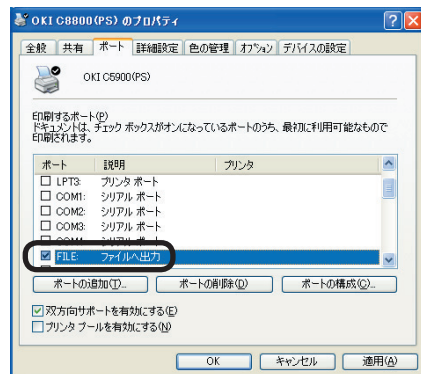 OKI C8800(PS) のプロパティ
全般 共有 ポート 詳細設定 色の管理 オプション デバイスの設定
OKI C5900(PS)
印刷するポート(P)
ドキュメントは、チェック ボックスがオンになっているポートのうち、最初に利用可能なもので
印刷されます。
ポート 説明 プリンタ
LPT3: プリンタ ポート
COM1: シリアル ポート
COM2: シリアル ポート
COM3: シリアル ポート
COM4: シリアル ポート
FILE: ファイルへ出力
ポートの追加(T)... ポートの削除(D) ポートの構成(C)...
双方向サポートを有効にする(E)
プリンタ プールを有効にする(N)
OK キャンセル 適用(A)